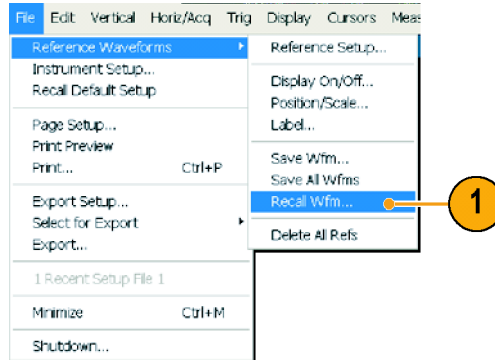 File Edit Vertical Horiz/Acq Trig Display Cursors Meas
Reference Waveforms
Instrument Setup...
Recall Default Setup
Page Setup...
Print Preview
Print... Ctrl+P
Export Setup...
Select for Export
Export...
1 Recent Setup File 1
Minimize Ctrl+M
Shutdown...
Reference Setup...
Display On/Off...
Position/Scale...
Label...
Save Wfm...
Save All Wfms
Recall Wfm...
Delete All Refs
1